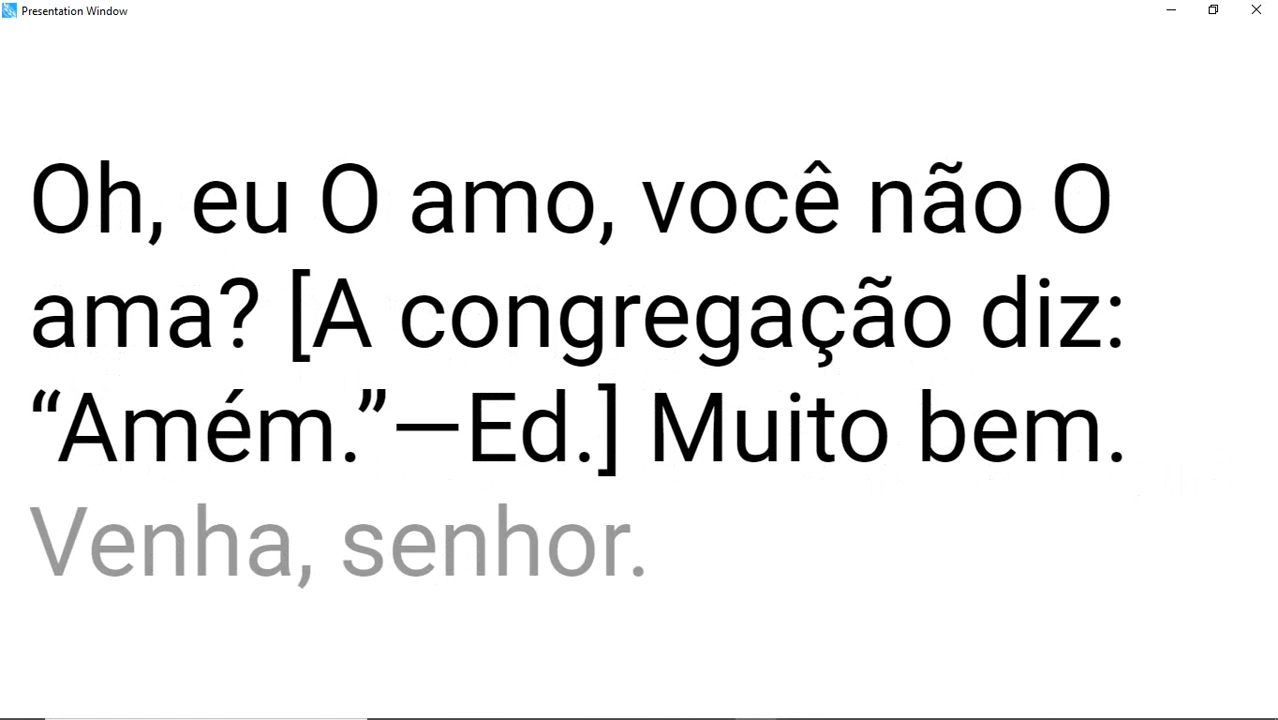 Presentation Window
Oh, eu O amo, você não O
ama? [A congregação diz:
“Amém.”—Ed.] Muito bem.
Venha, senhor.